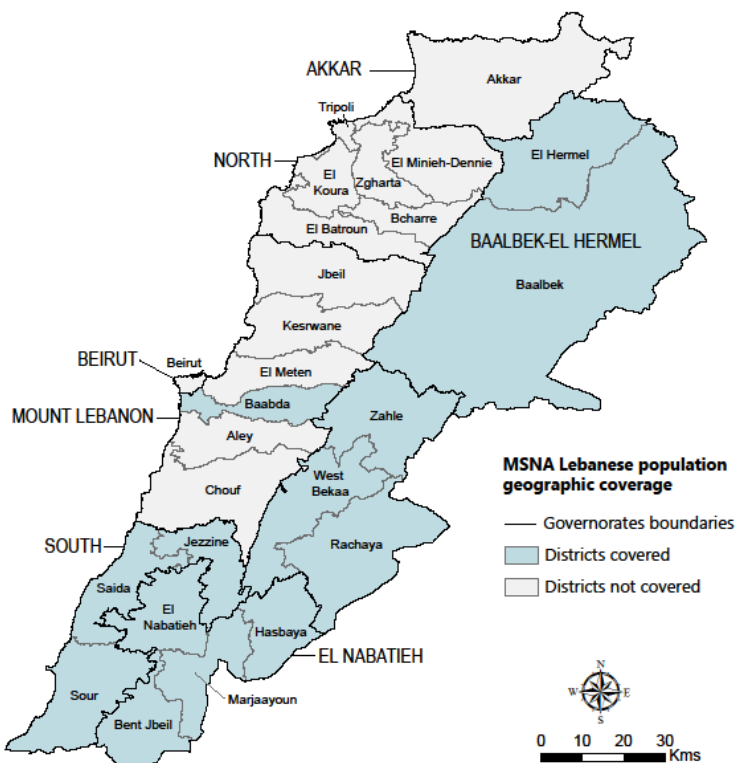 AKKAR
Akkar
Tripoli
NORTH
El Minieh-Dennie
El Hermel
El
Koura
Zgharta
Bcharre
El Batroun
BAALBEK-EL HERMEL
Jbeil
Baalbek
Kesrwane
BEIRUT
Beirut
El Meten
MOUNT LEBANON
Baabda
Zahle
Aley
West
Bekaa
Chouf
SOUTH
Jezzine
Rachaya
Saida
El
Nabatieh
Hasbaya
EL NABATIEH
Sour
Marjaayoun
Bent Jbeil
MSNA Lebanese population
geographic coverage
Governorates boundaries
Districts covered
Districts not covered
N
W E
S
0 10 20 30
Kms